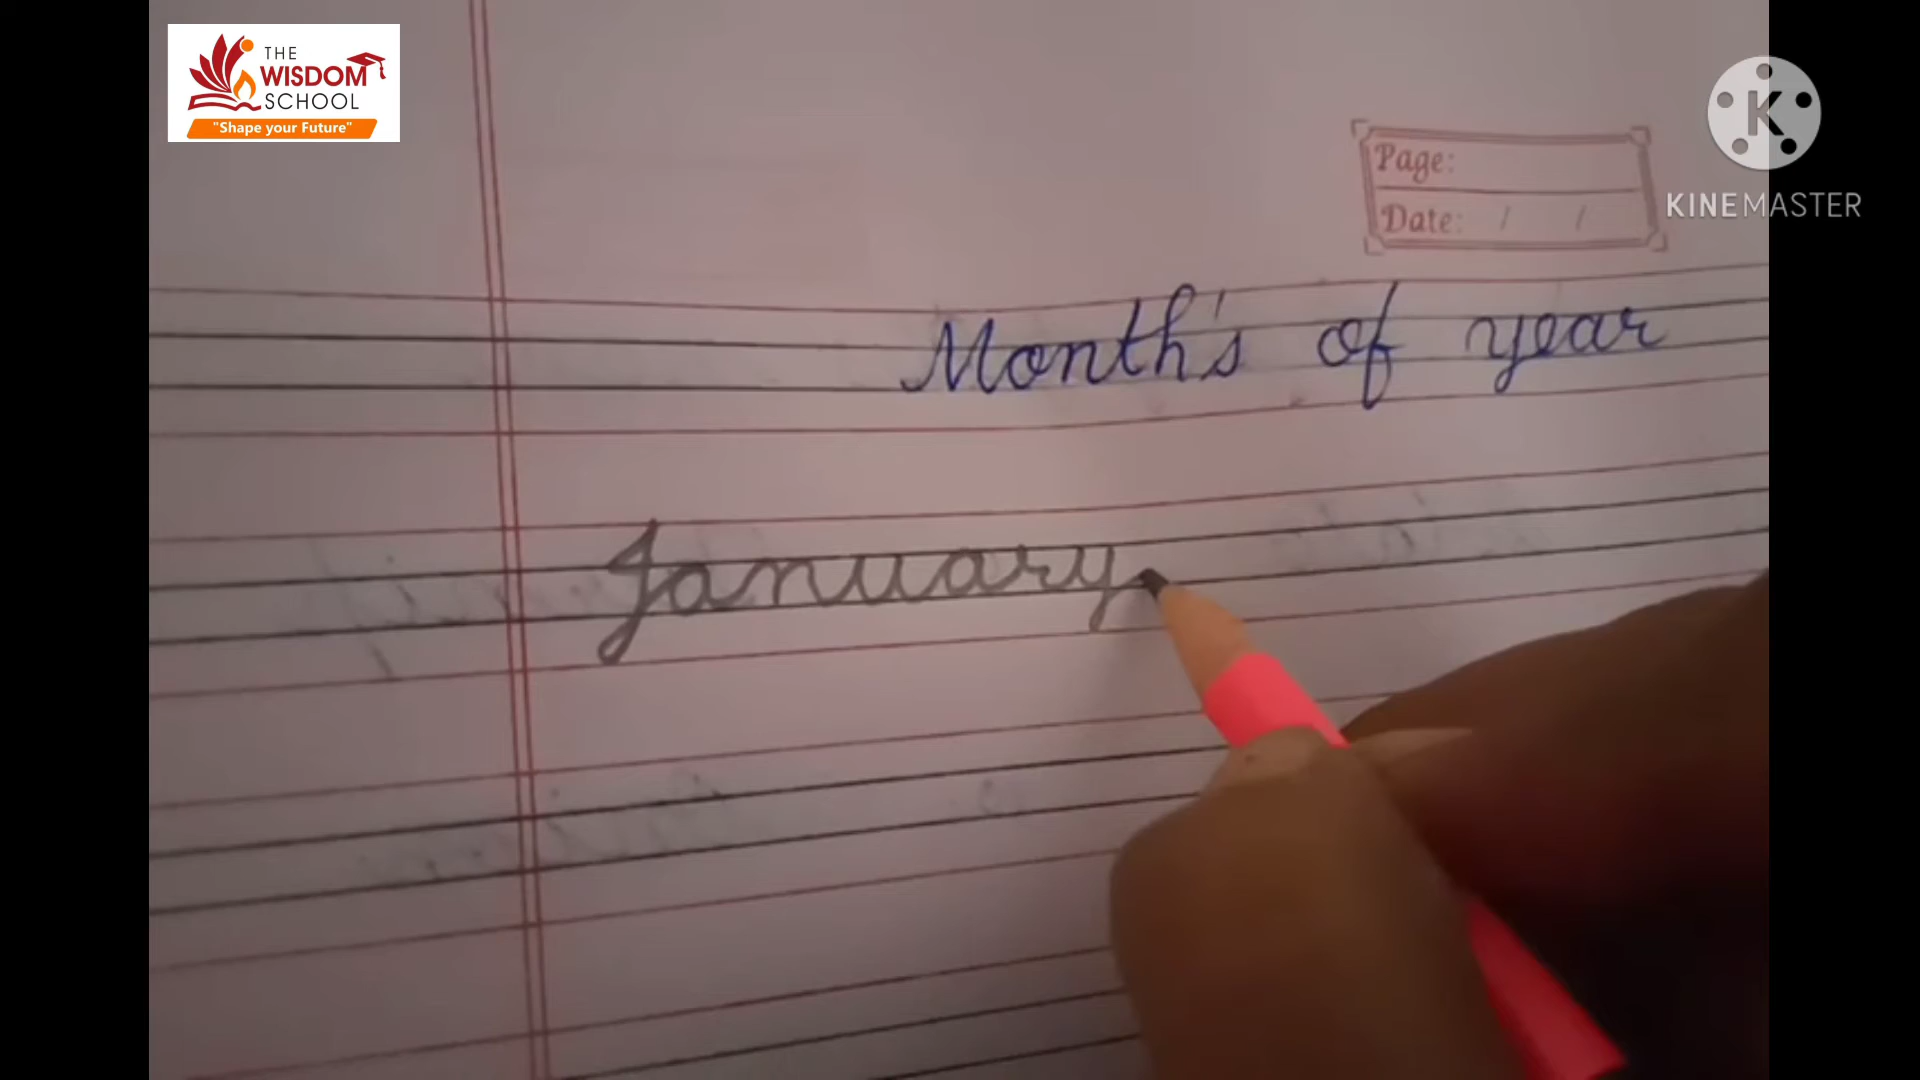 THE
WISDOM
SCHOOL
"Shape your Future"
K
KINEMASTER
Page:
Date: / /
Month's of year
January